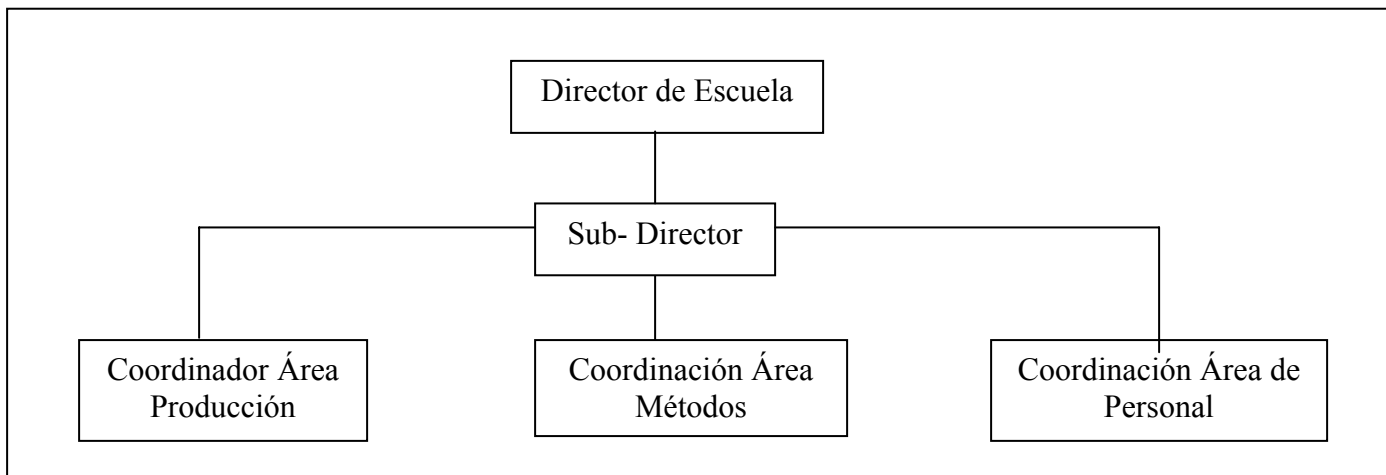 Director de Escuela
Sub- Director
Coordinador Área
Producción
Coordinación Área
Métodos
Coordinación Área de
Personal